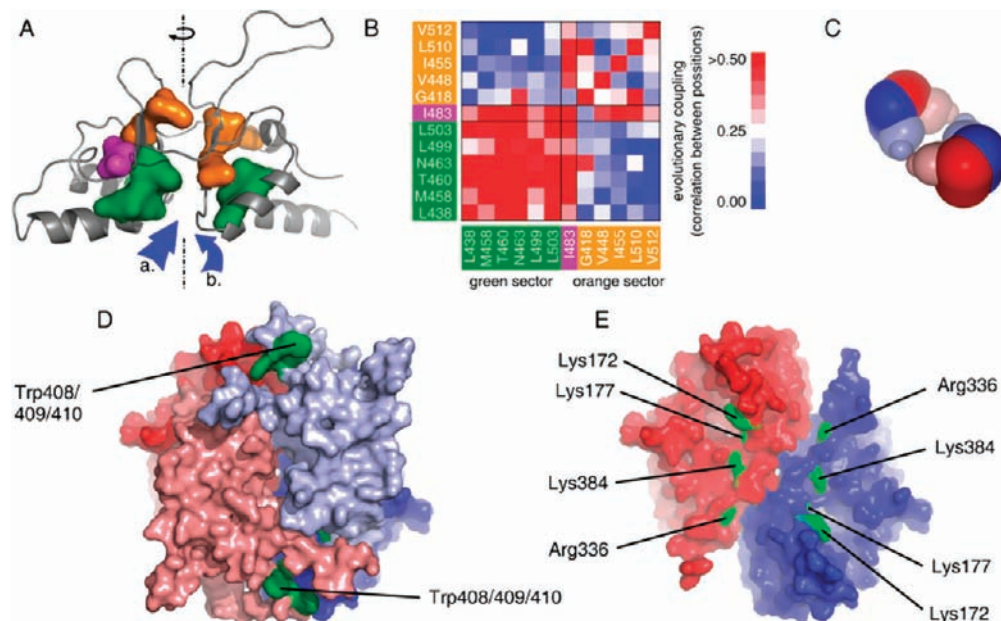 A
a.
b.
B
V512
L510
I455
V448
G418
I483
L503
L499
N463
T460
M458
L438
L438
M458
T460
N463
L499
L503
I483
G418
V448
I455
L510
V512
green sector
orange sector
evolutionary coupling
(correlation between possitions)
>0.50
0.25
0.00
C
D
Trp408/
409/410
Trp408/409/410
E
Lys172
Lys177
Lys384
Arg336
Arg336
Lys384
Lys177
Lys172